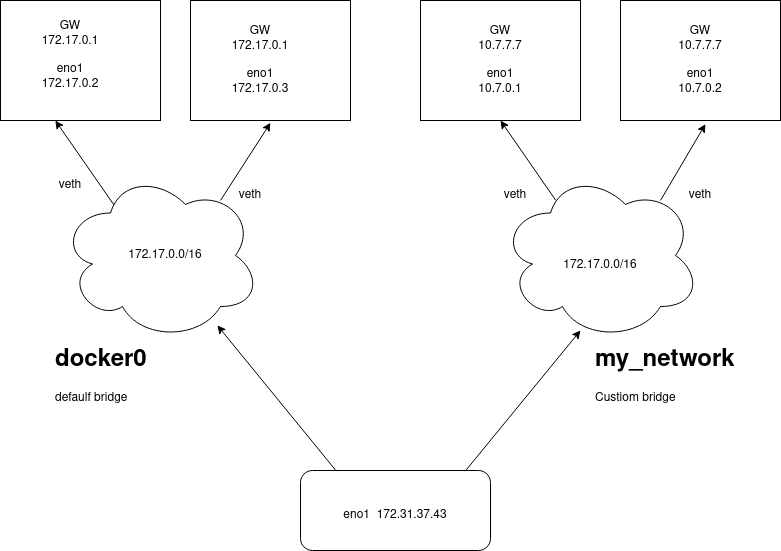 GW
172.17.0.1
eno1
172.17.0.2
GW
172.17.0.1
eno1
172.17.0.3
GW
10.7.7.7
eno1
10.7.0.1
GW
10.7.7.7
eno1
10.7.0.2
veth
veth
veth
veth
172.17.0.0/16
172.17.0.0/16
docker0
my_network
defaulf bridge
Custiom bridge
eno1 172.31.37.43